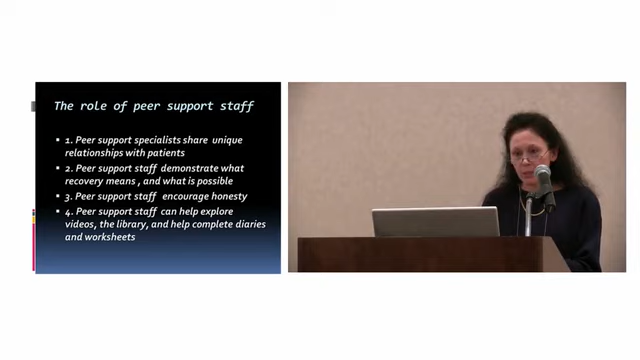 The role of peer support staff
1. Peer support specialists share unique
relationships with patients
2. Peer support staff demonstrate what
recovery means , and what is possible
3. Peer support staff encourage honesty
4. Peer support staff can help explore
videos, the library, and help complete diaries
and worksheets